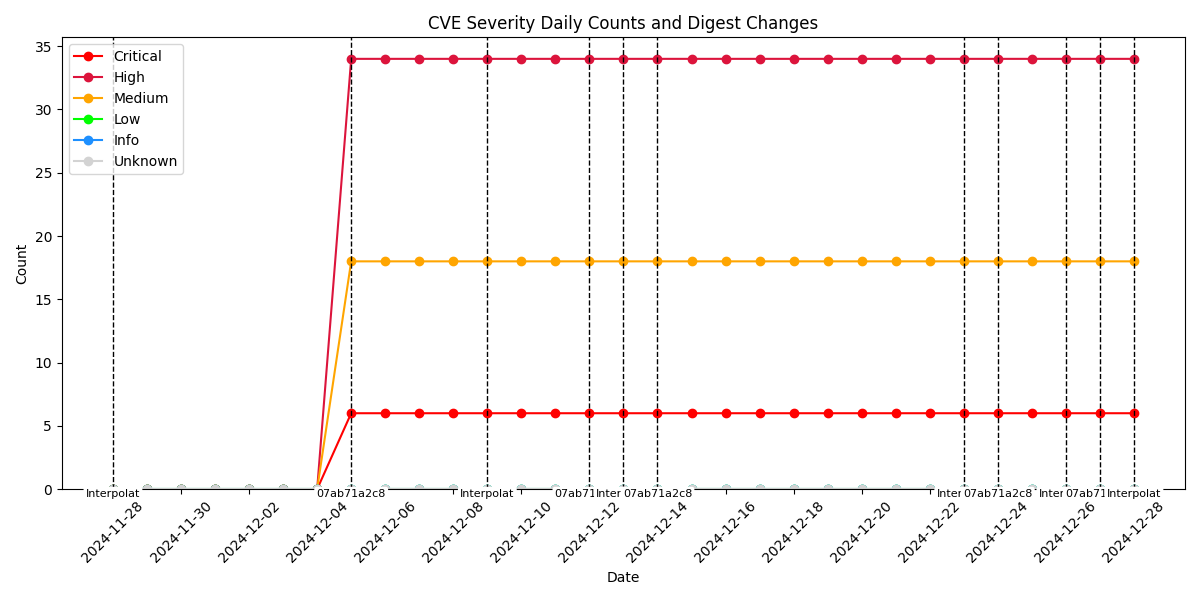 CVE Severity Daily Counts and Digest Changes
Critical
High
Medium
Low
Info
Unknown
35
30
25
20
15
10
5
0
Count
Interpolat
07ab71a2c8
Interpolat
07ab71
Inter
07ab71a2c8
Inter
07ab71a2c8
Inter
07ab71
Interpolat
2024-11-28
2024-11-30
2024-12-02
2024-12-04
2024-12-06
2024-12-08
2024-12-10
2024-12-12
2024-12-14
2024-12-16
2024-12-18
2024-12-20
2024-12-22
2024-12-24
2024-12-26
2024-12-28
Date